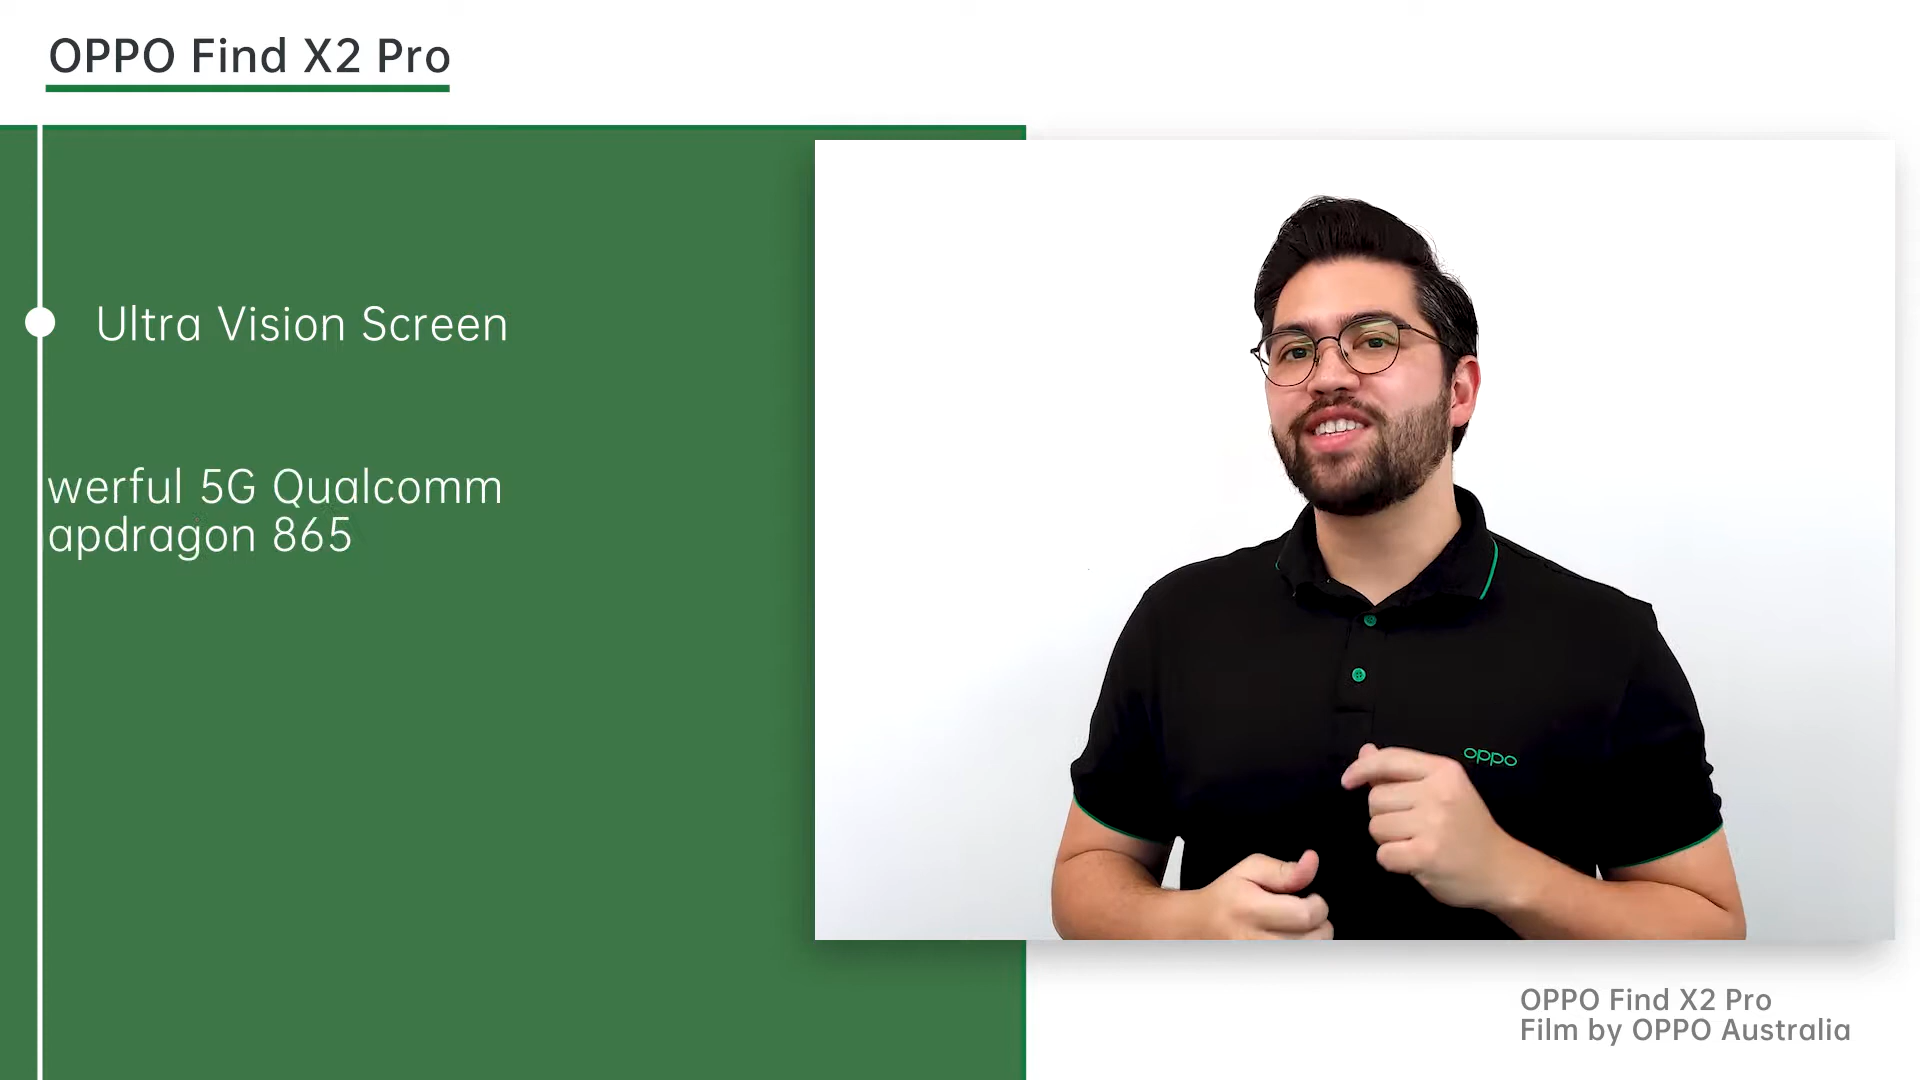 OPPO Find X2 Pro
Ultra Vision Screen
werful 5G Qualcomm
apdragon 865
oppo
OPPO Find X2 Pro
Film by OPPO Australia